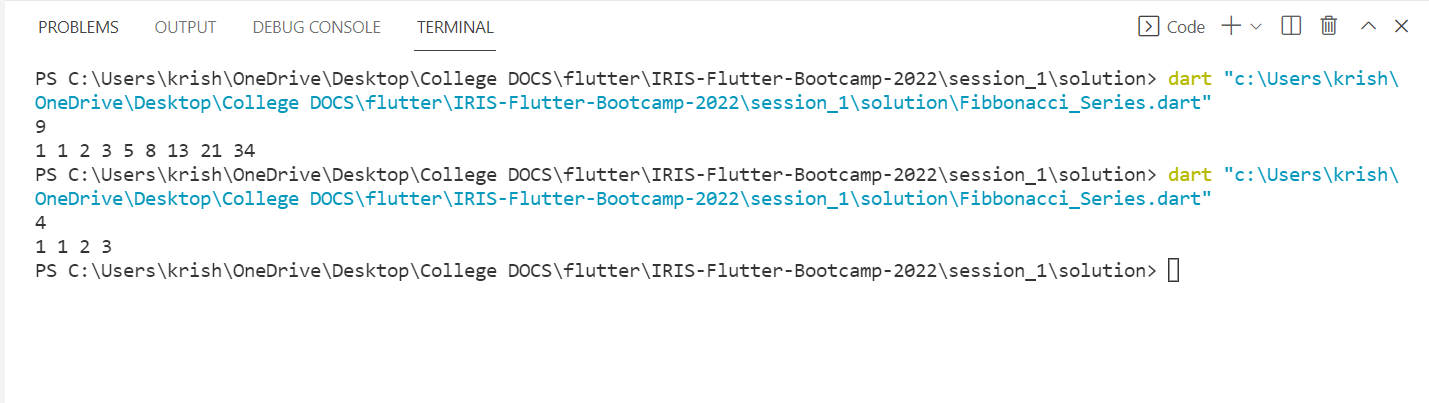 PROBLEMS OUTPUT DEBUG CONSOLE TERMINAL Code
PS C:\Users\krish\OneDrive\Desktop\College DOCS\flutter\IRIS-Flutter-Bootcamp-2022\session_1\solution> dart "c:\Users\krish\
OneDrive\Desktop\College DOCS\flutter\IRIS-Flutter-Bootcamp-2022\session_1\solution\Fibbonacci_Series.dart"
9
1 1 2 3 5 8 13 21 34
PS C:\Users\krish\OneDrive\Desktop\College DOCS\flutter\IRIS-Flutter-Bootcamp-2022\session_1\solution> dart "c:\Users\krish\
OneDrive\Desktop\College DOCS\flutter\IRIS-Flutter-Bootcamp-2022\session_1\solution\Fibbonacci_Series.dart"
4
1 1 2 3
PS C:\Users\krish\OneDrive\Desktop\College DOCS\flutter\IRIS-Flutter-Bootcamp-2022\session_1\solution>